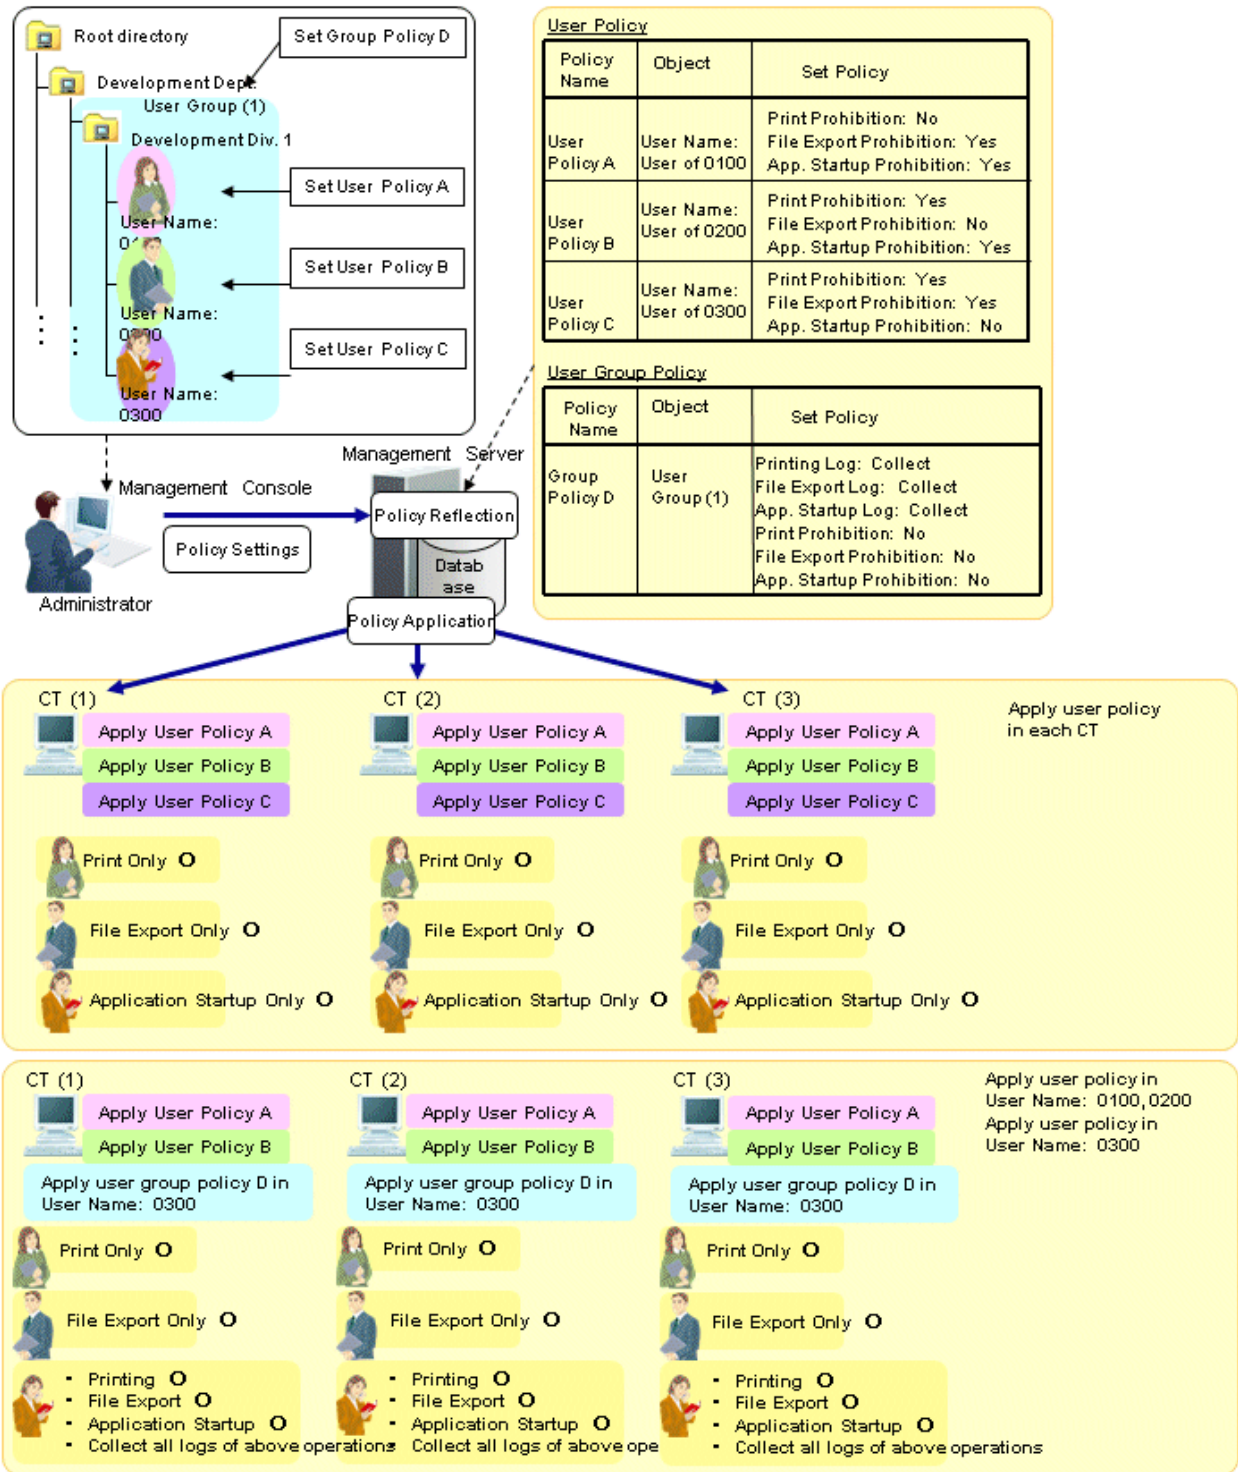 Root directory
Set Group Policy D
Development Dept.
User Group (1)
Development Div. 1
Set User Policy A
User Name:
Set User Policy B
User Name:
Set User Policy C
User Name:
0300
User Policy
Policy Name Object Set Policy
User Policy A
User Name: User of 0100
Print Prohibition: No
File Export Prohibition: Yes
App. Startup Prohibition: Yes
User Policy B
User Name: User of 0200
Print Prohibition: Yes
File Export Prohibition: No
App. Startup Prohibition: Yes
User Policy C
User Name: User of 0300
Print Prohibition: Yes
File Export Prohibition: Yes
App. Startup Prohibition: No
User Group Policy
Policy Name Object Set Policy
Group Policy D
User Group (1)
Printing Log: Collect
File Export Log: Collect
App. Startup Log: Collect
Print Prohibition: No
File Export Prohibition: No
App. Startup Prohibition: No
Management Server
Management Console
Policy Reflection
Policy Settings
Datab
ase
Administrator
Policy Application
CT (1) CT (2) CT (3)
Apply user policy
in each CT
Apply User Policy A Apply User Policy A Apply User Policy A
Apply User Policy B Apply User Policy B Apply User Policy B
Apply User Policy C Apply User Policy C Apply User Policy C
Print Only O Print Only O Print Only O
File Export Only O File Export Only O File Export Only O
Application Startup Only O Application Startup Only O Application Startup Only O
CT (1) CT (2) CT (3)
Apply user policy in
User Name: 0100,0200
Apply user policy in
User Name: 0300
Apply User Policy A Apply User Policy A Apply User Policy A
Apply User Policy B Apply User Policy B Apply User Policy B
Apply user group policy D in Apply user group policy D in Apply user group policy D in
User Name: 0300 User Name: 0300 User Name: 0300
Print Only O Print Only O Print Only O
File Export Only O File Export Only O File Export Only O
- Printing O - Printing O - Printing O
- File Export O - File Export O - File Export O
- Application Startup O - Application Startup O - Application Startup O
- Collect all logs of above operations - Collect all logs of above ope - Collect all logs of above operations